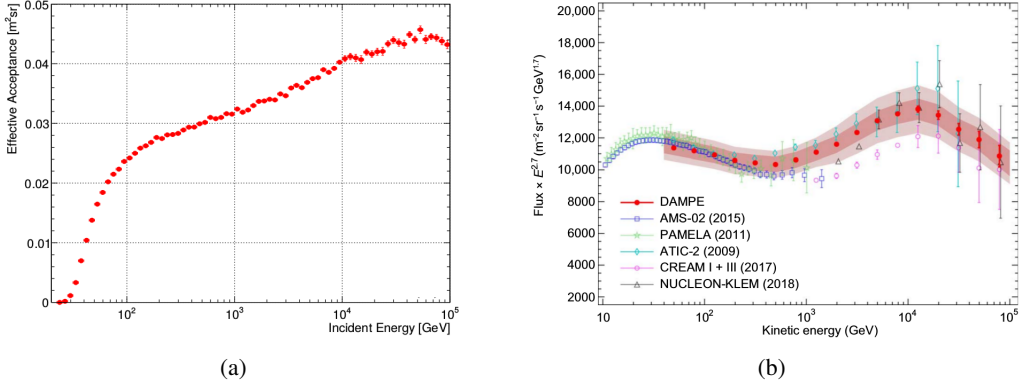 Effective Acceptance [m²sr]
0.05
0.04
0.03
0.02
0.01
0
10²
10³
10⁴
10⁵
Incident Energy [GeV]
(a)
Flux × E²·⁷ (m⁻² sr⁻¹ s⁻¹ GeV¹·⁷)
20,000
18,000
16,000
14,000
12,000
10,000
8000
6000
4000
2000
DAMPE
AMS-02 (2015)
PAMELA (2011)
ATIC-2 (2009)
CREAM I + III (2017)
NUCLEON-KLEM (2018)
10
10²
10³
10⁴
10⁵
Kinetic energy (GeV)
(b)